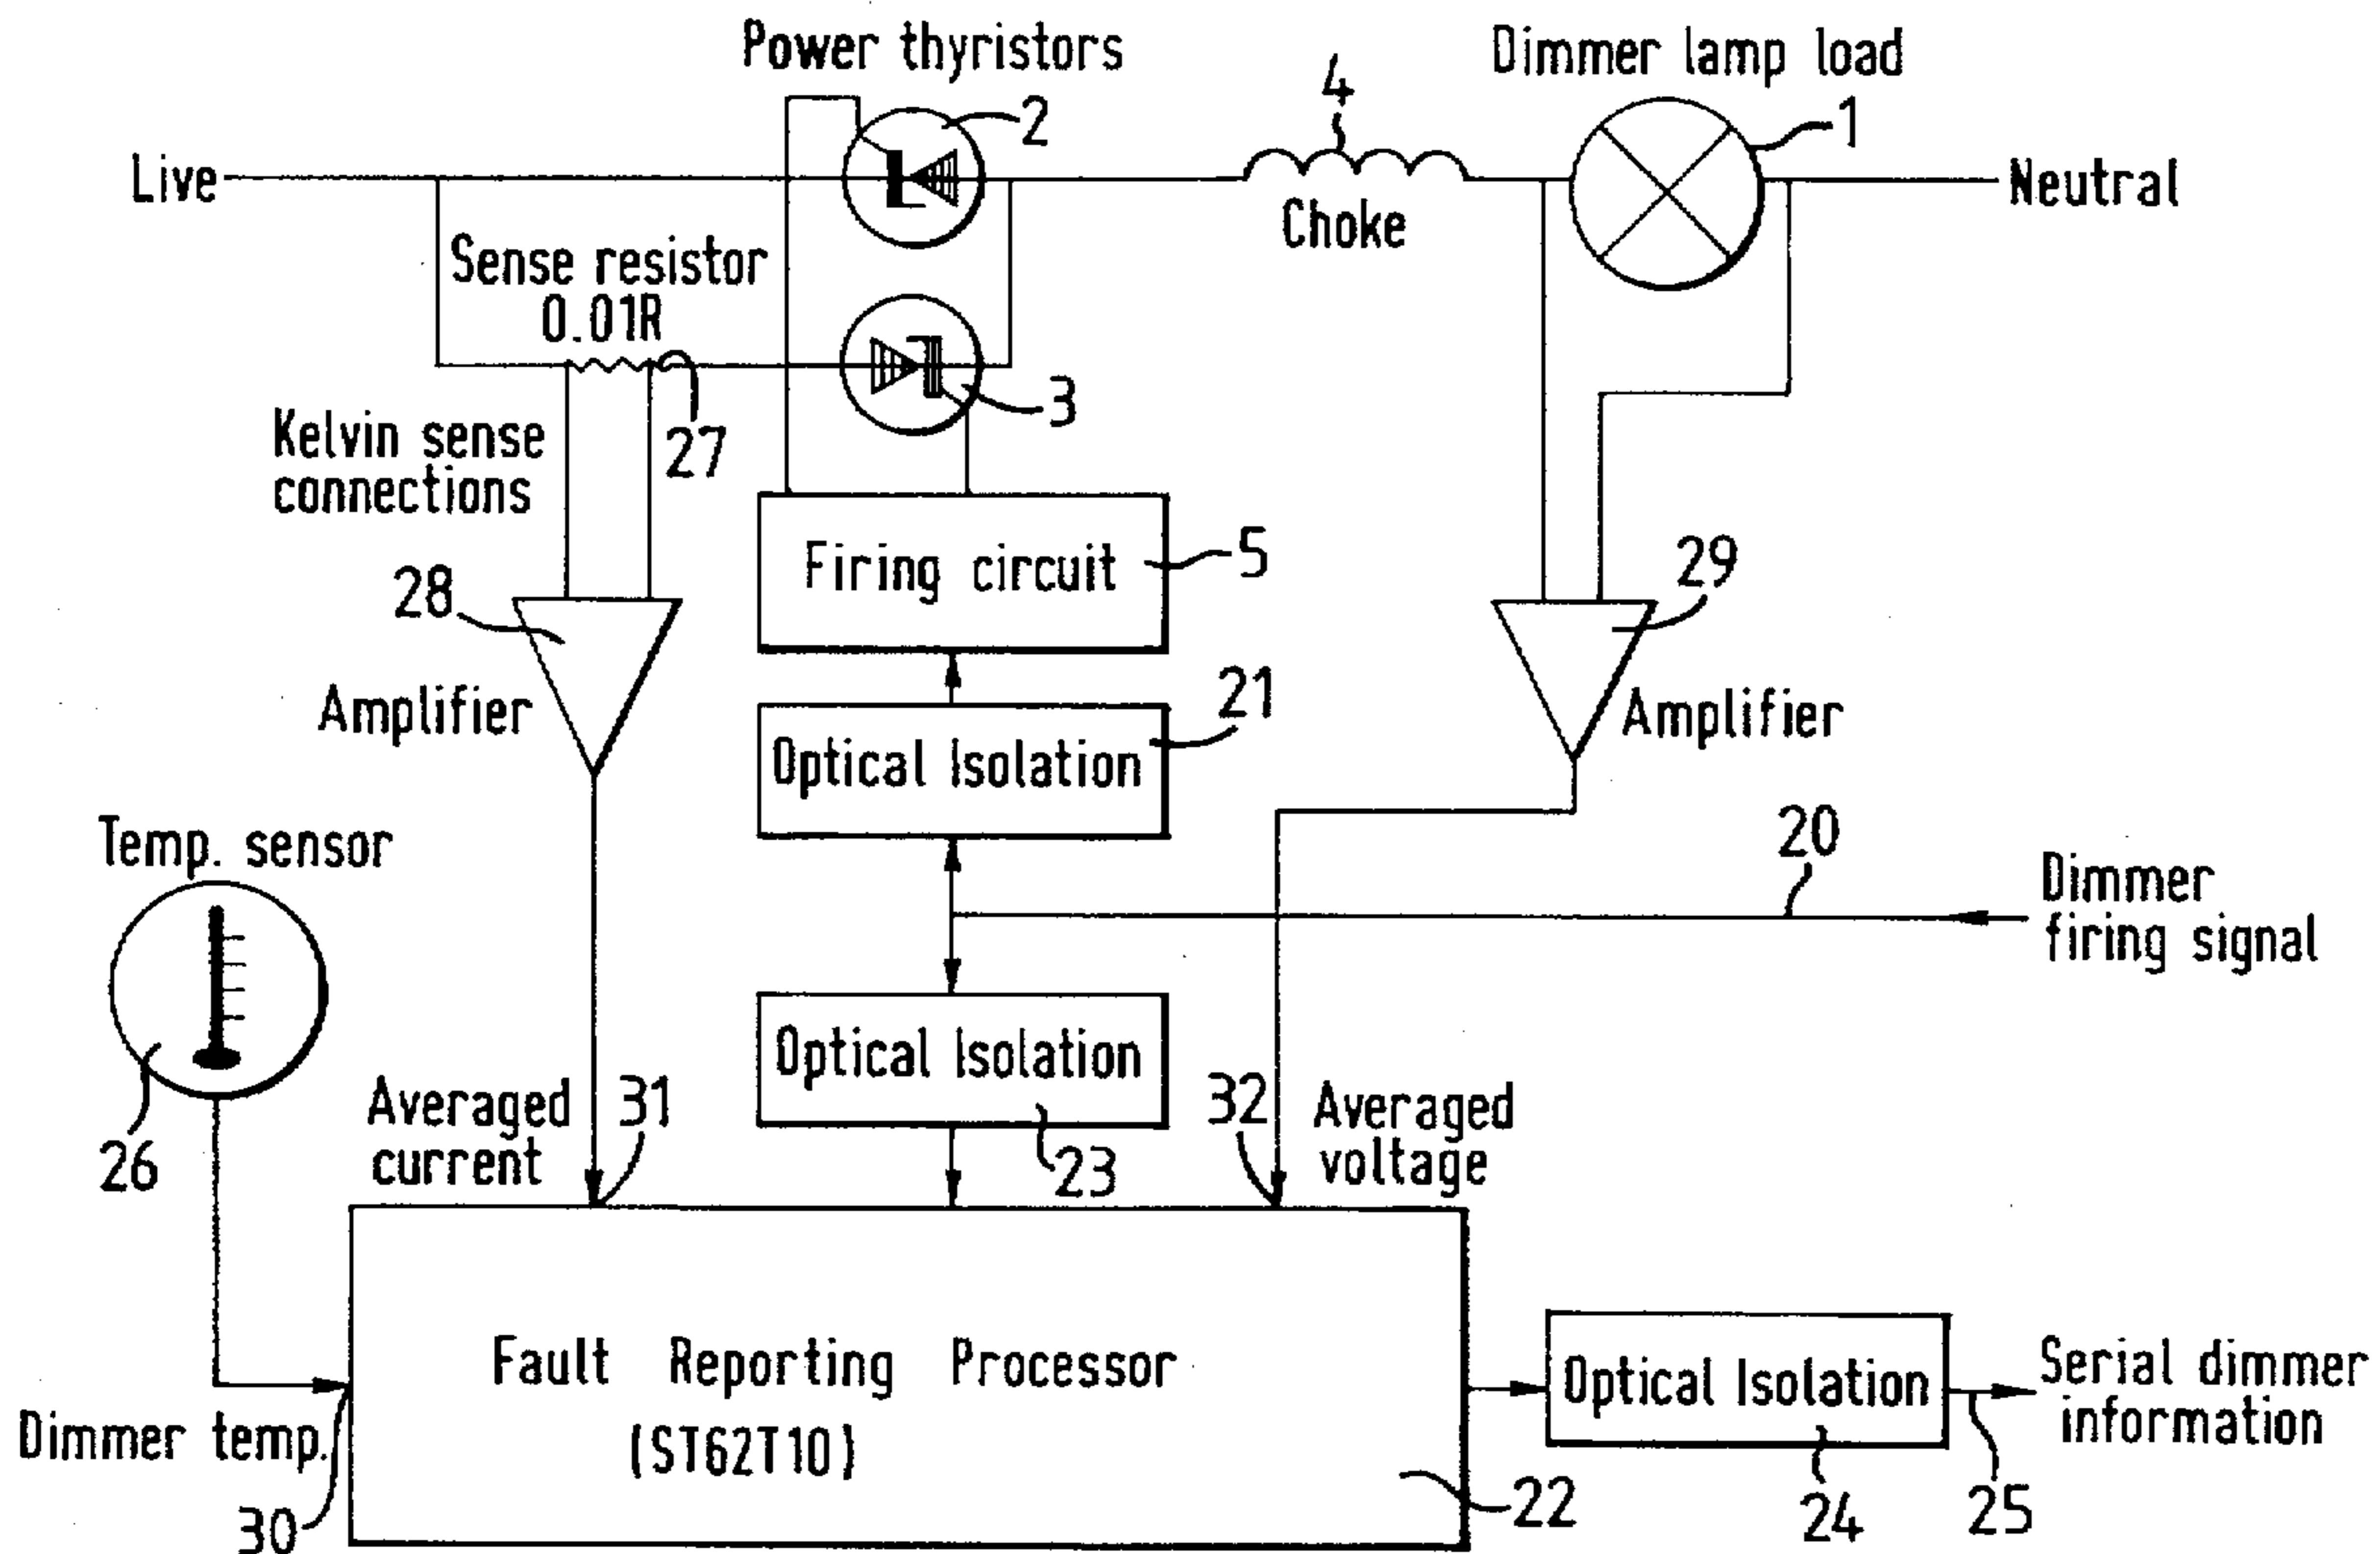 Power thyristors
Dimmer lamp load
4
2
1
Live
Neutral
Choke
Sense resistor
0.01R
3
Kelvin sense
connections
27
Firing circuit
5
28
29
21
Amplifier
Amplifier
Optical Isolation
20
Temp. sensor
Dimmer
firing signal
Optical Isolation
26
Averaged
current
31
23
32
Averaged
voltage
Fault Reporting Processor
(ST62T10)
Optical Isolation
Serial dimmer
information
Dimmer temp.
30
22
24
25